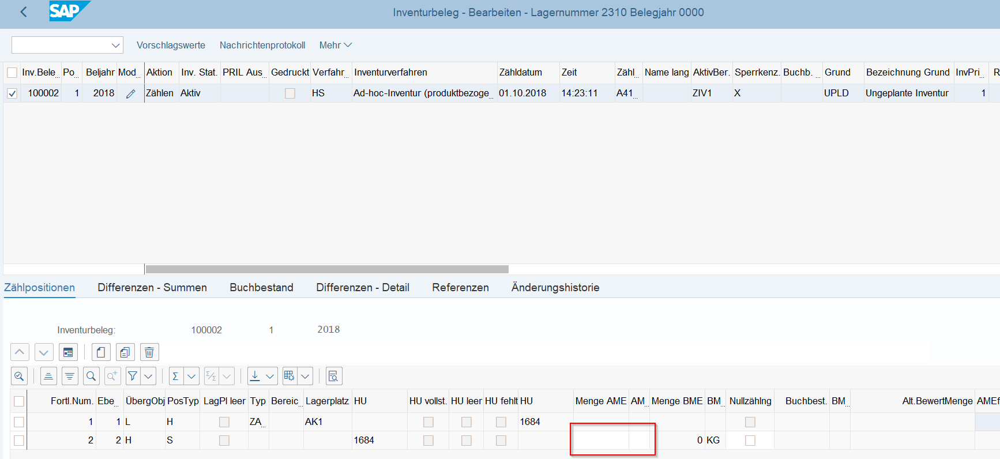 SAP Inventurbeleg - Bearbeiten - Lagernummer 2310 Belegjahr 0000
Vorschlagswerte Nachrichtenprotokoll Mehr
Inv.Bele... Po... Beljahr Mod... Aktion Inv. Stat. PRIL Aus... Gedruckt Verfahr... Inventurverfahren Zähldatum Zeit Zähl... Name lang AktivBer. Sperrkenz. Buchb. ... Grund Bezeichnung Grund InvPri... R
100002 1 2018 Zählen Aktiv HS Ad-hoc-Inventur (produktbezoge... 01.10.2018 14:23:11 A41... ZIV1 X UPLD Ungeplante Inventur 1
Zählpositionen Differenzen - Summen Buchbestand Differenzen - Detail Referenzen Änderungshistorie
Inventurbeleg: 100002 1 2018
Fortl.Num. Ebe... ÜbergObj PosTyp LagPl leer Typ Bereic... Lagerplatz HU HU vollst. HU leer HU fehlt HU Menge AME AM... Menge BME BM... Nullzählng Buchbest. BM... Alt.BewertMenge AMEf
1 1 L H ZA... AK1 1684
2 2 H S 1684 0 KG